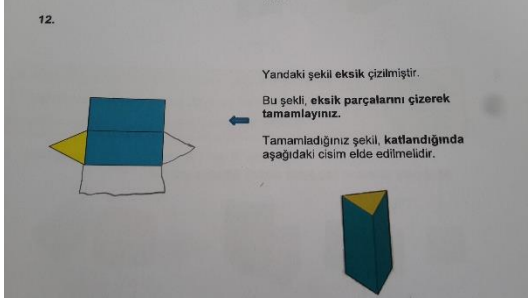 12.
Yandaki şekil eksik çizilmiştir.
Bu şekli, eksik parçalarını çizerek
tamamlayınız.
Tamamladığınız şekil, katlandığında
aşağıdaki cisim elde edilmelidir.